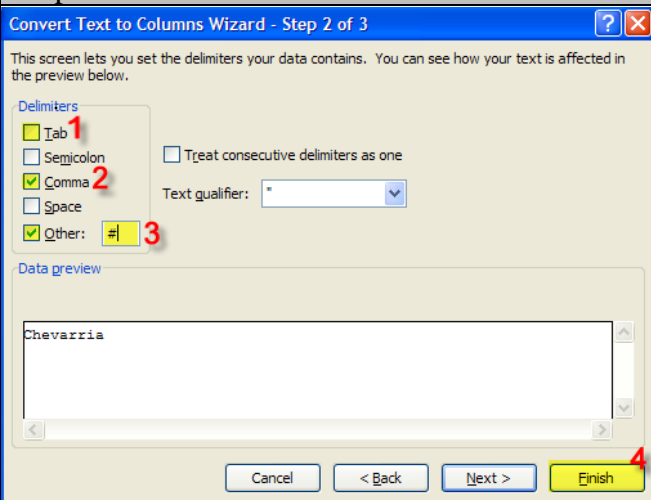 Convert Text to Columns Wizard - Step 2 of 3
?
X
This screen lets you set the delimiters your data contains. You can see how your text is affected in
the preview below.
Delimiters
Tab 1
Semicolon
Comma 2
Space
Other: # 3
Treat consecutive delimiters as one
Text qualifier: "
Data preview
Chevarria
4
Cancel
< Back
Next >
Finish